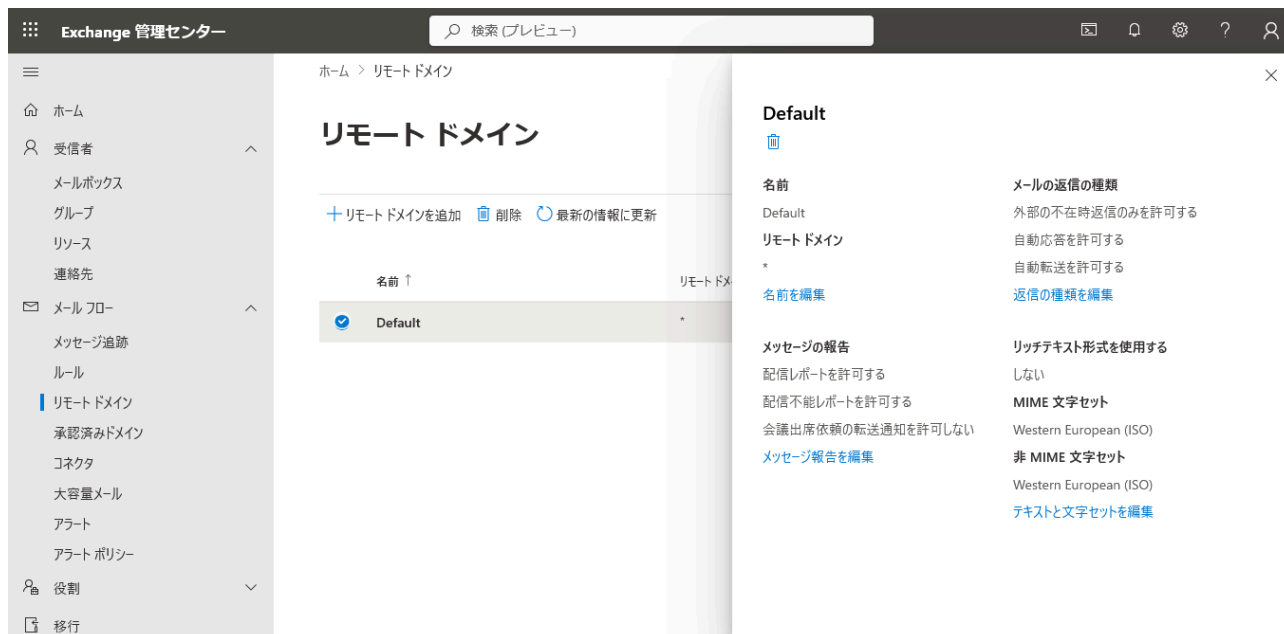 Exchange 管理センター
検索 (プレビュー)
?
ホーム
受信者
メールボックス
グループ
リソース
連絡先
メール フロー
メッセージ追跡
ルール
リモート ドメイン
承認済みドメイン
コネクタ
大容量メール
アラート
アラート ポリシー
役割
移行
ホーム > リモート ドメイン
リモート ドメイン
+ リモート ドメインを追加 削除 最新の情報に更新
名前 ↑ リモート ドメ
Default *
Default
名前
Default
リモート ドメイン
*
名前を編集
メールの返信の種類
外部の不在時返信のみを許可する
自動応答を許可する
自動転送を許可する
返信の種類を編集
メッセージの報告
配信レポートを許可する
配信不能レポートを許可する
会議出席依頼の転送通知を許可しない
メッセージ報告を編集
リッチテキスト形式を使用する
しない
MIME 文字セット
Western European (ISO)
非 MIME 文字セット
Western European (ISO)
テキストと文字セットを編集